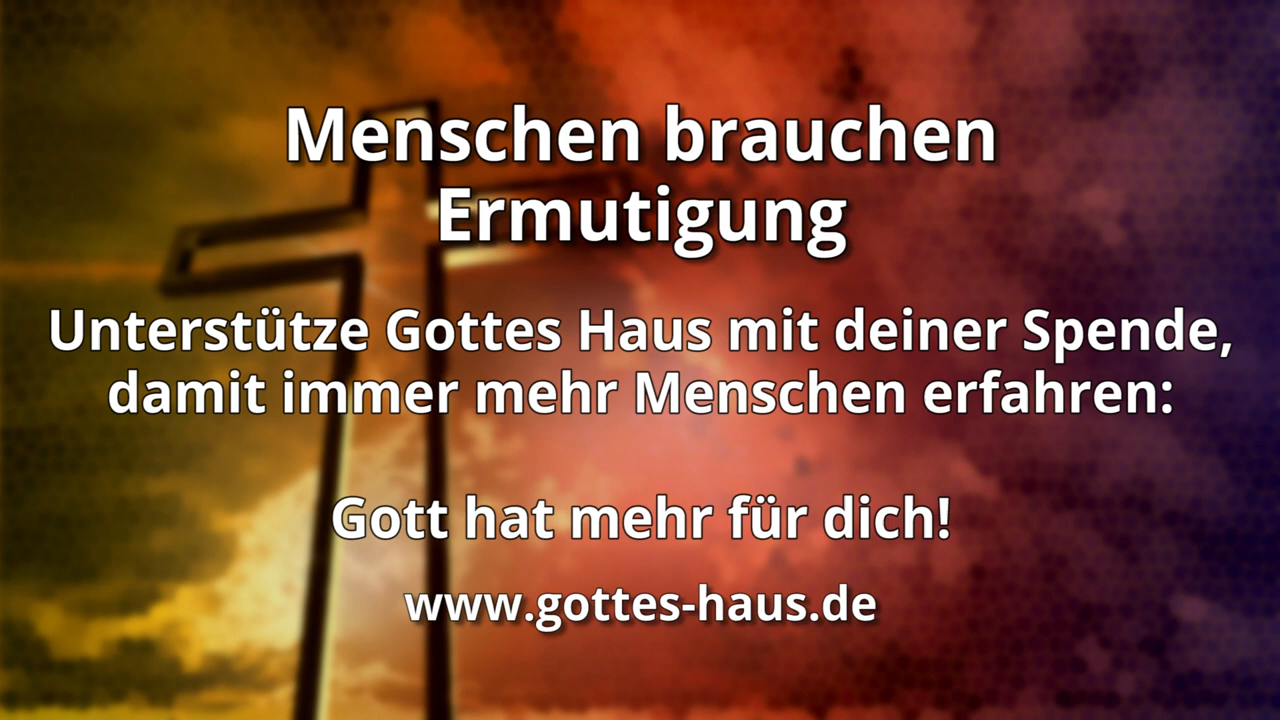 Menschen brauchen
Ermutigung
Unterstütze Gottes Haus mit deiner Spende,
damit immer mehr Menschen erfahren:
Gott hat mehr für dich!
www.gottes-haus.de